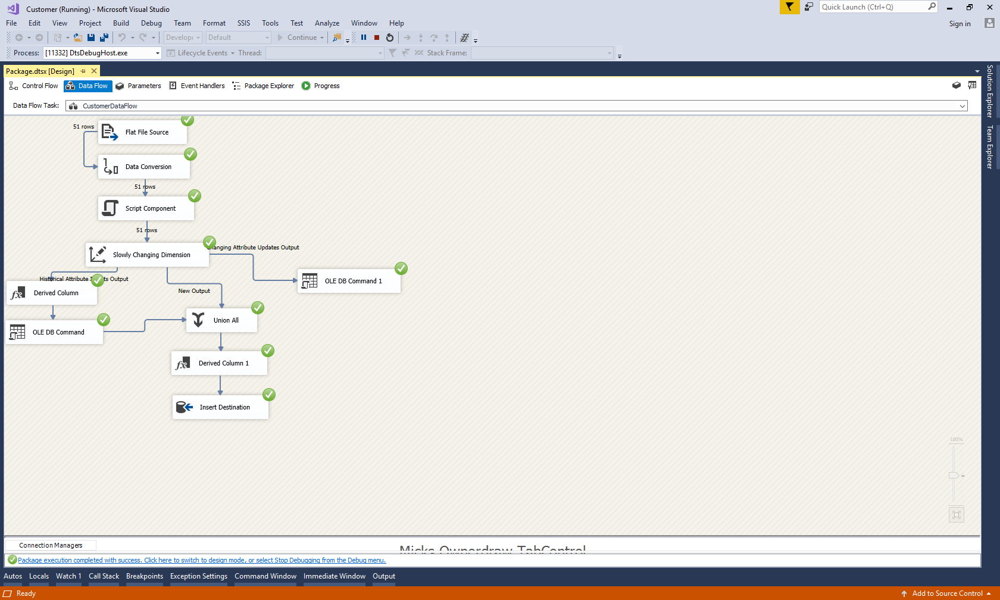 Customer (Running) - Microsoft Visual Studio
Quick Launch (Ctrl+Q)
File Edit View Project Build Debug Team Format SSIS Tools Test Analyze Window Help
Sign in
Default Continue
Process: [11332] DtsDebugHost.exe Lifecycle Events Thread: Stack Frame:
Package.dtsx [Design]
Control Flow Data Flow Parameters Event Handlers Package Explorer Progress
Data Flow Task: CustomerDataFlow
Solution Explorer
Team Explorer
51 rows
Flat File Source
Data Conversion
51 rows
Script Component
51 rows
Changing Attribute Updates Output
Slowly Changing Dimension
Historical Attribute
Output
OLE DB Command 1
New Output
Derived Column
Union All
OLE DB Command
Derived Column 1
Insert Destination
100%
Connection Managers
Micks Ownerdraw TabControl
Package execution completed with success. Click here to switch to design mode, or select Stop Debugging from the Debug menu.
Autos Locals Watch 1 Call Stack Breakpoints Exception Settings Command Window Immediate Window Output
Ready
Add to Source Control